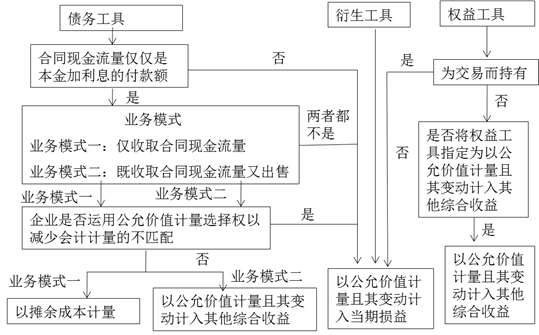 债务工具
衍生工具
权益工具
合同现金流量仅仅是
本金加利息的付款额
否
是
为交易而持有
是
业务模式
业务模式一：仅收取合同现金流量
业务模式二：既收取合同现金流量又出售
两者都
不是
否
否
是否将权益工
具指定为以公
允价值计量且
其变动计入其
他综合收益
业务模式一
业务模式二
企业是否运用公允价值计量选择权以
减少会计计量的不匹配
是
是
否
业务模式一
业务模式二
以摊余成本计量
以公允价值计量且其变
动计入其他综合收益
以公允价值计
量且其变动计
入当期损益
以公允价值计
量且其变动计
入其他综合收
益